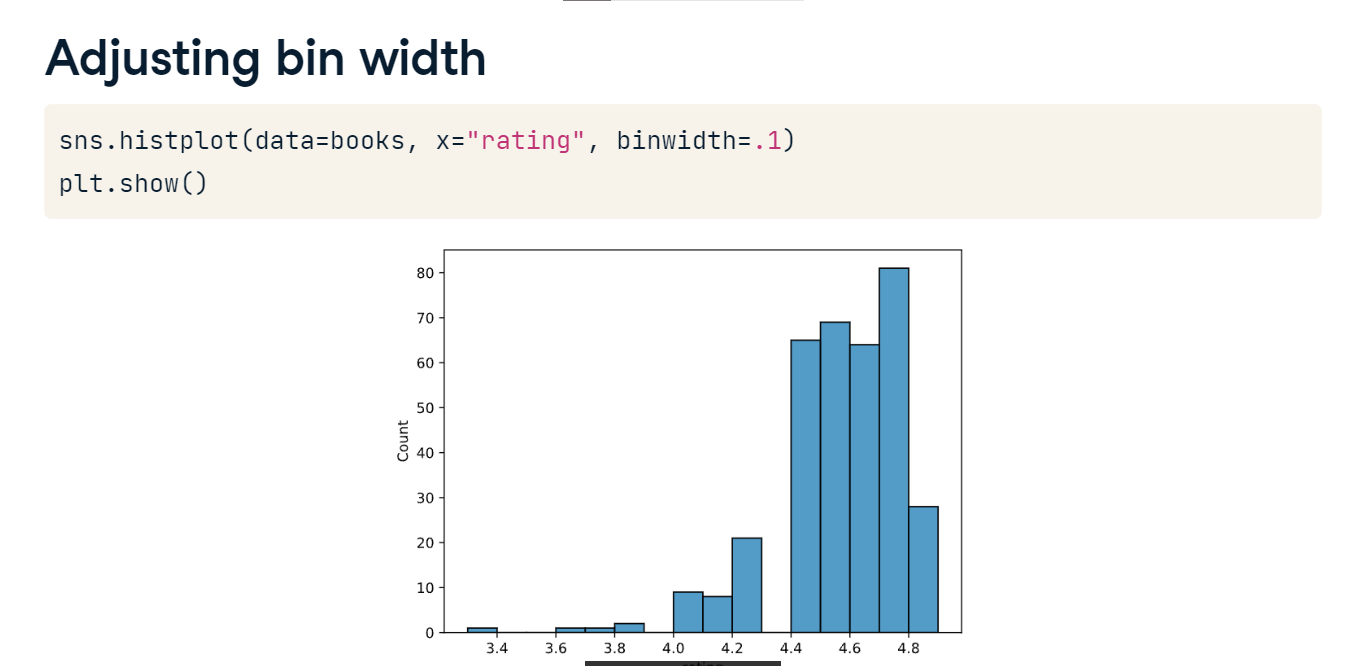 Adjusting bin width
sns.histplot(data=books, x="rating", binwidth=.1)
plt.show()
80
70
60
50
40
30
20
10
0
Count
3.4 3.6 3.8 4.0 4.2 4.4 4.6 4.8